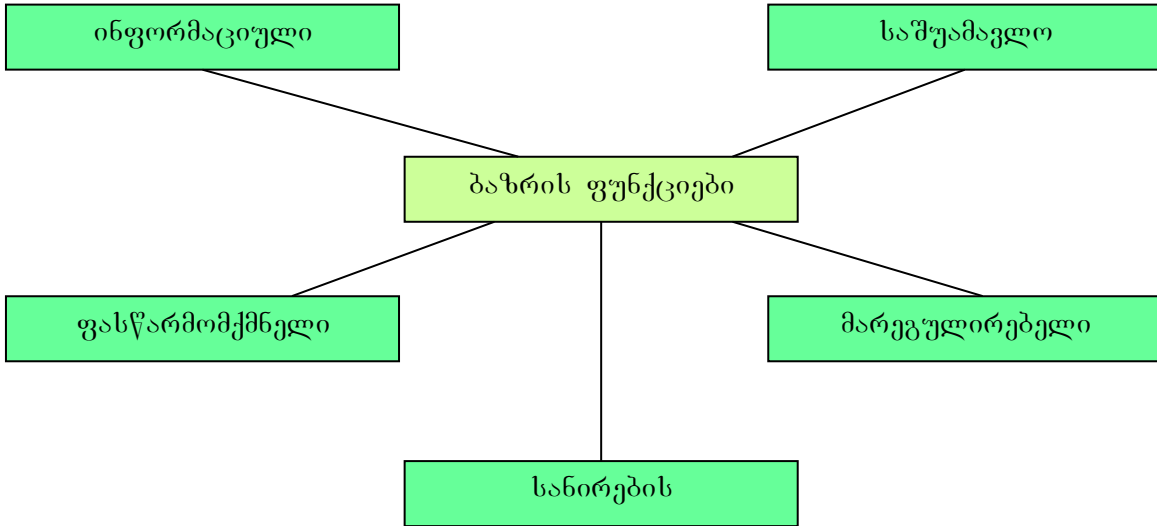 ინფორმაციული
საშუამავლო
ბაზრის ფუნქციები
ფასწარმომქმნელი
მარეგულირებელი
სანირების